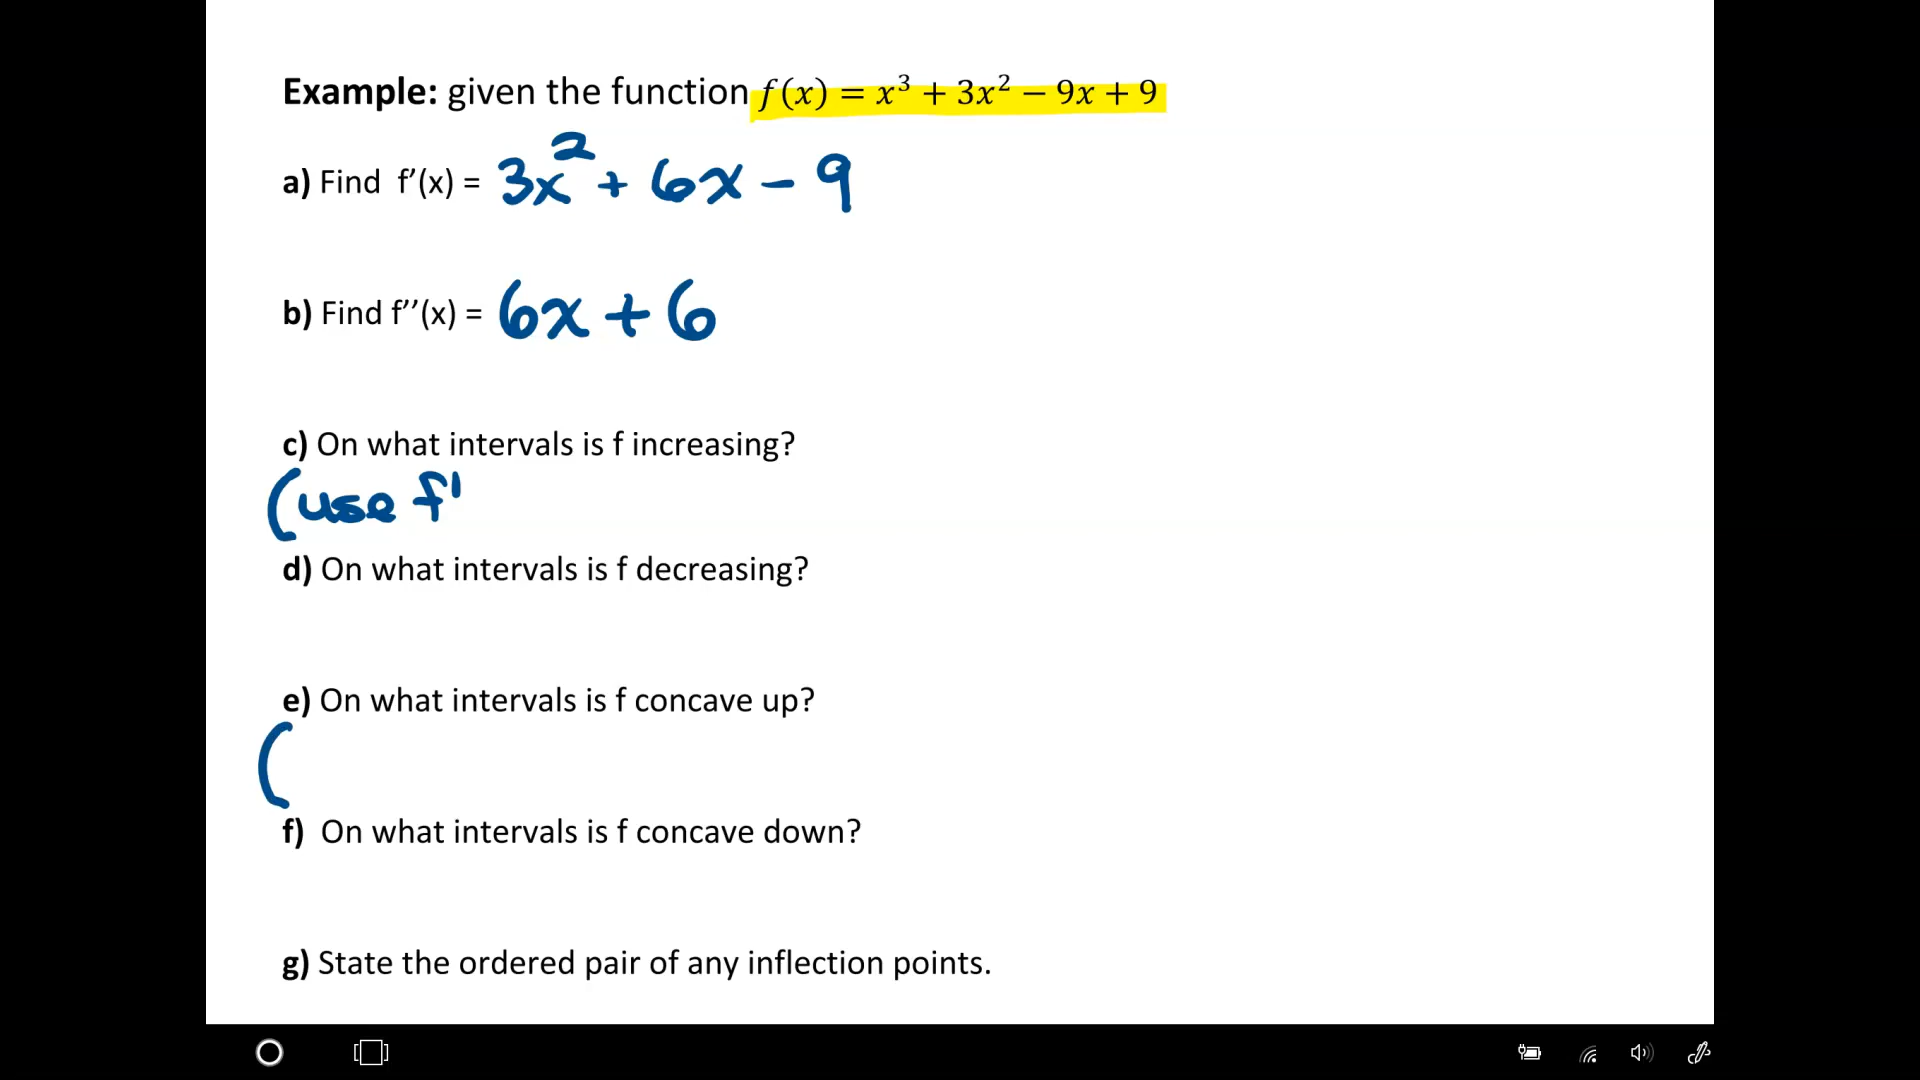 Example: given the function f(x) = x³ + 3x² − 9x + 9
a) Find f’(x) = 3x² + 6x − 9
b) Find f’’(x) = 6x + 6
c) On what intervals is f increasing?
(use f'
d) On what intervals is f decreasing?
e) On what intervals is f concave up?
(
f) On what intervals is f concave down?
g) State the ordered pair of any inflection points.